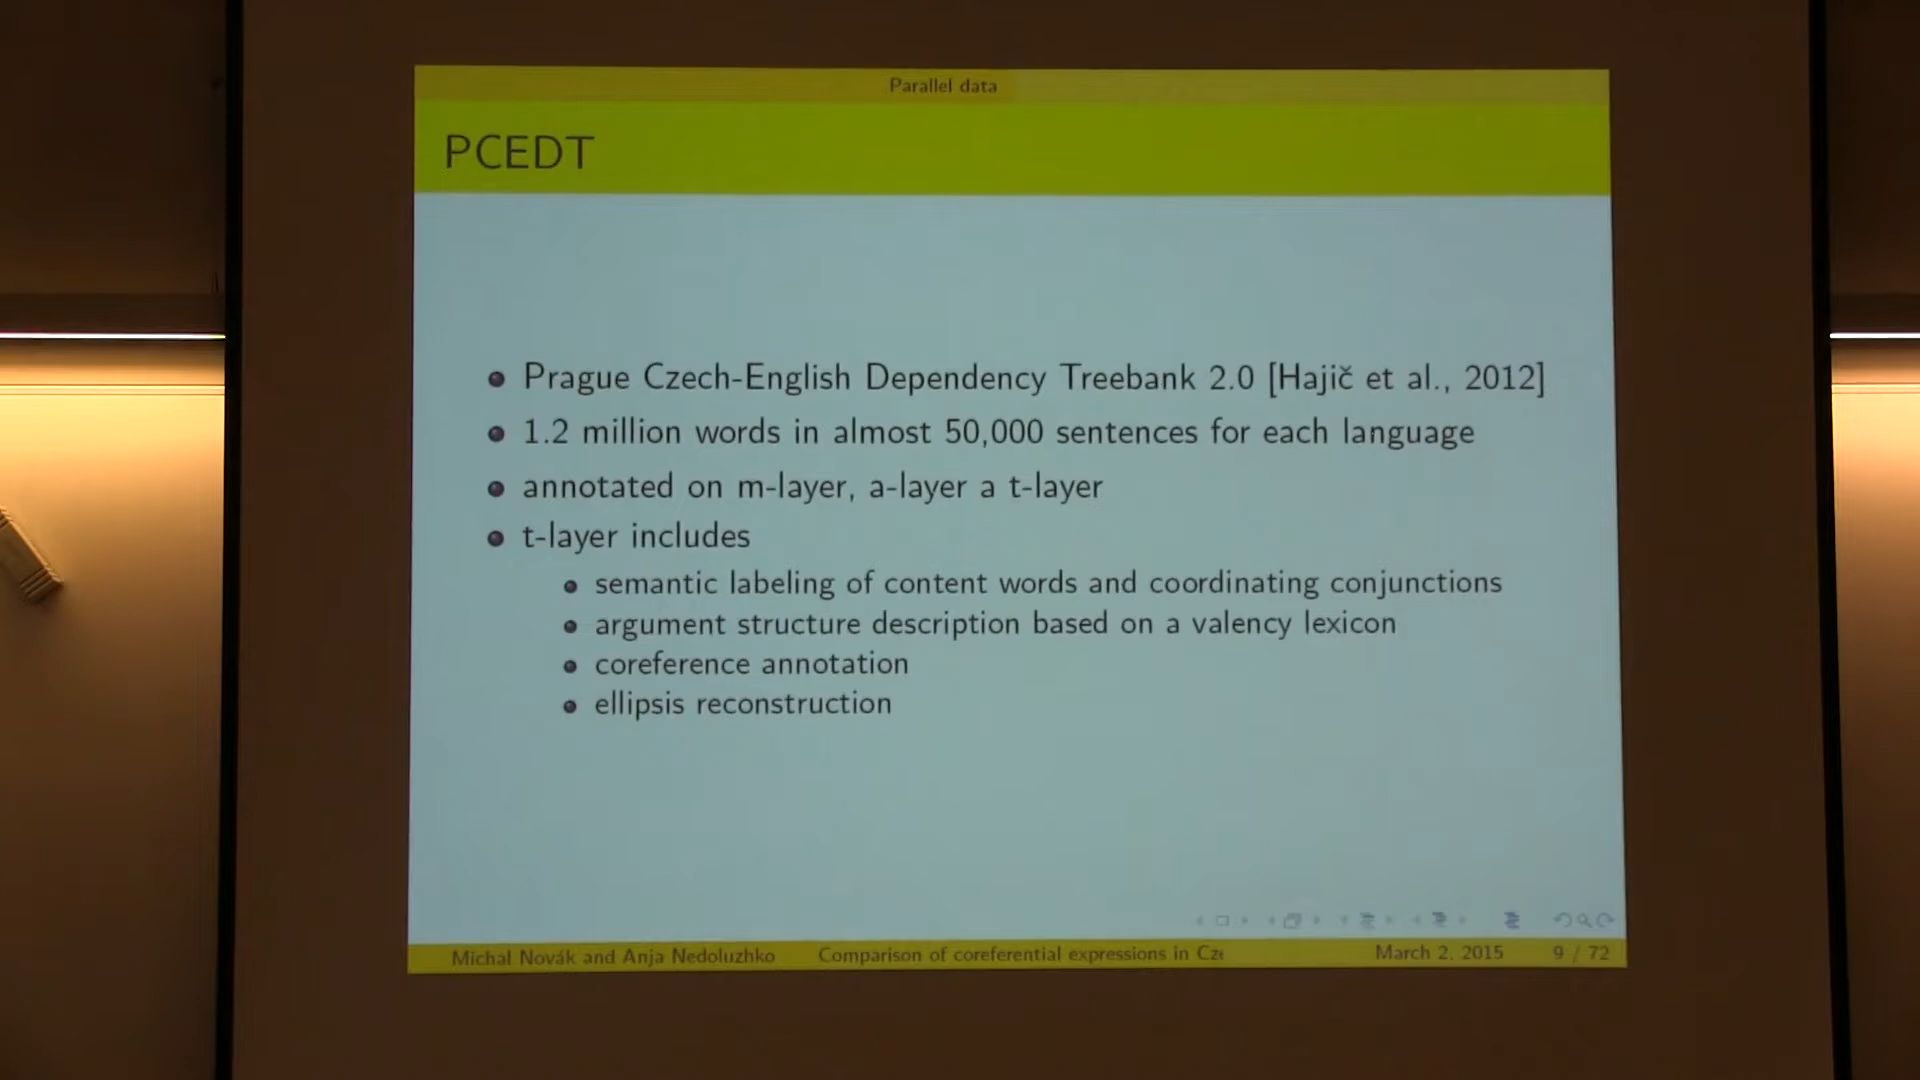 Parallel data
PCEDT
Prague Czech-English Dependency Treebank 2.0 [Hajič et al., 2012]
1.2 million words in almost 50,000 sentences for each language
annotated on m-layer, a-layer a t-layer
t-layer includes
semantic labeling of content words and coordinating conjunctions
argument structure description based on a valency lexicon
coreference annotation
ellipsis reconstruction
Michal Novák and Anja Nedoluzhko Comparison of coreferential expressions in Cze March 2, 2015 9 / 72